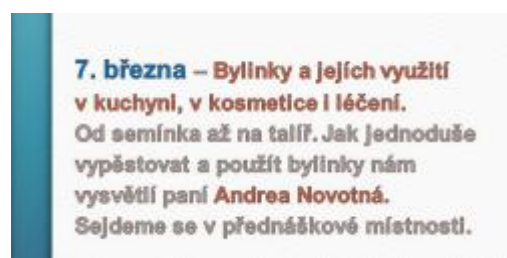 7. března – Bylinky a jejích využití
v kuchyni, v kosmetice i léčení.
Od semínka až na talíř. Jak jednoduše
vypěstovat a použít bylinky nám
vysvětlí paní Andrea Novotná.
Sejdeme se v přednáškové místnosti.